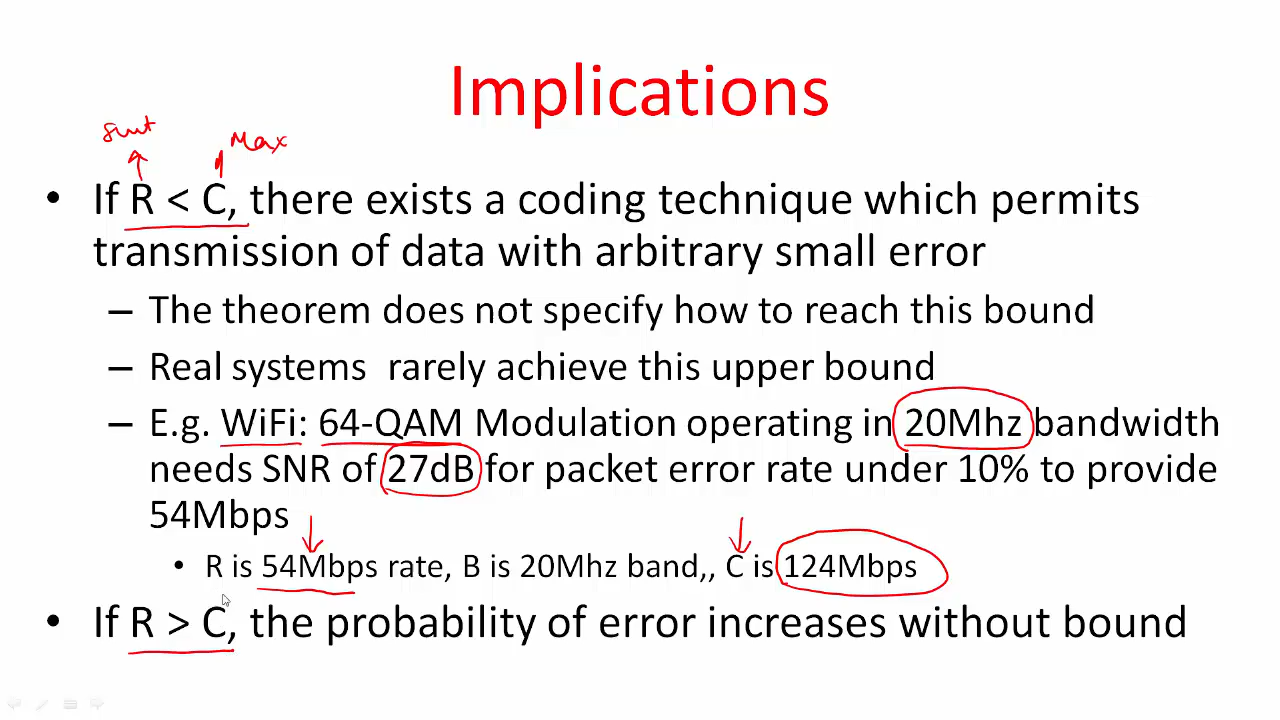 Implications
Max
• If R < C, there exists a coding technique which permits
transmission of data with arbitrary small error
– The theorem does not specify how to reach this bound
– Real systems rarely achieve this upper bound
– E.g. WiFi: 64-QAM Modulation operating in 20Mhz bandwidth
needs SNR of 27dB for packet error rate under 10% to provide
54Mbps
• R is 54Mbps rate, B is 20Mhz band,, C is 124Mbps
• If R > C, the probability of error increases without bound